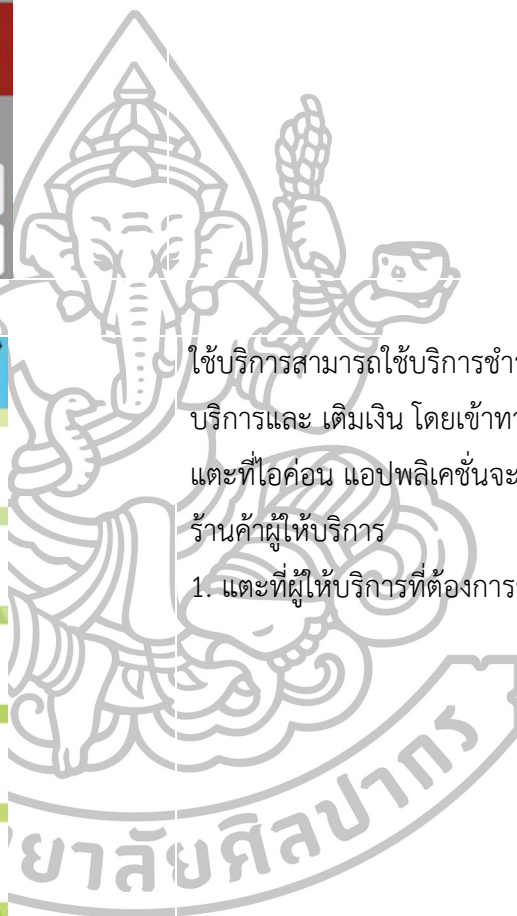 ใช้บริการสามารถใช้บริการชำร
บริการและ เติมเงิน โดยเข้าทา
แตะที่ไอค่อน แอปพลิเคชั่นจะ
ร้านค้าผู้ให้บริการ
1. แตะที่ผู้ให้บริการที่ต้องการ
ยาลัยศิลปากร